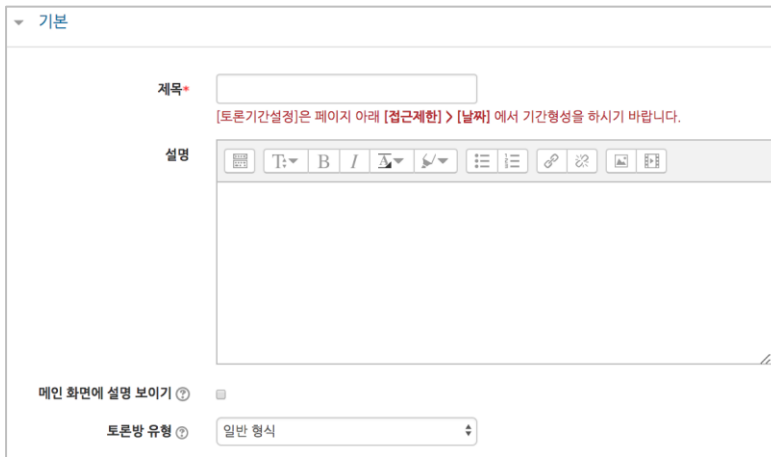 기본
제목*
[토론기간설정]은 페이지 아래 [접근제한] > [날짜] 에서 기간형성을 하시기 바랍니다.
설명
메인 화면에 설명 보이기
토론방 유형
일반 형식